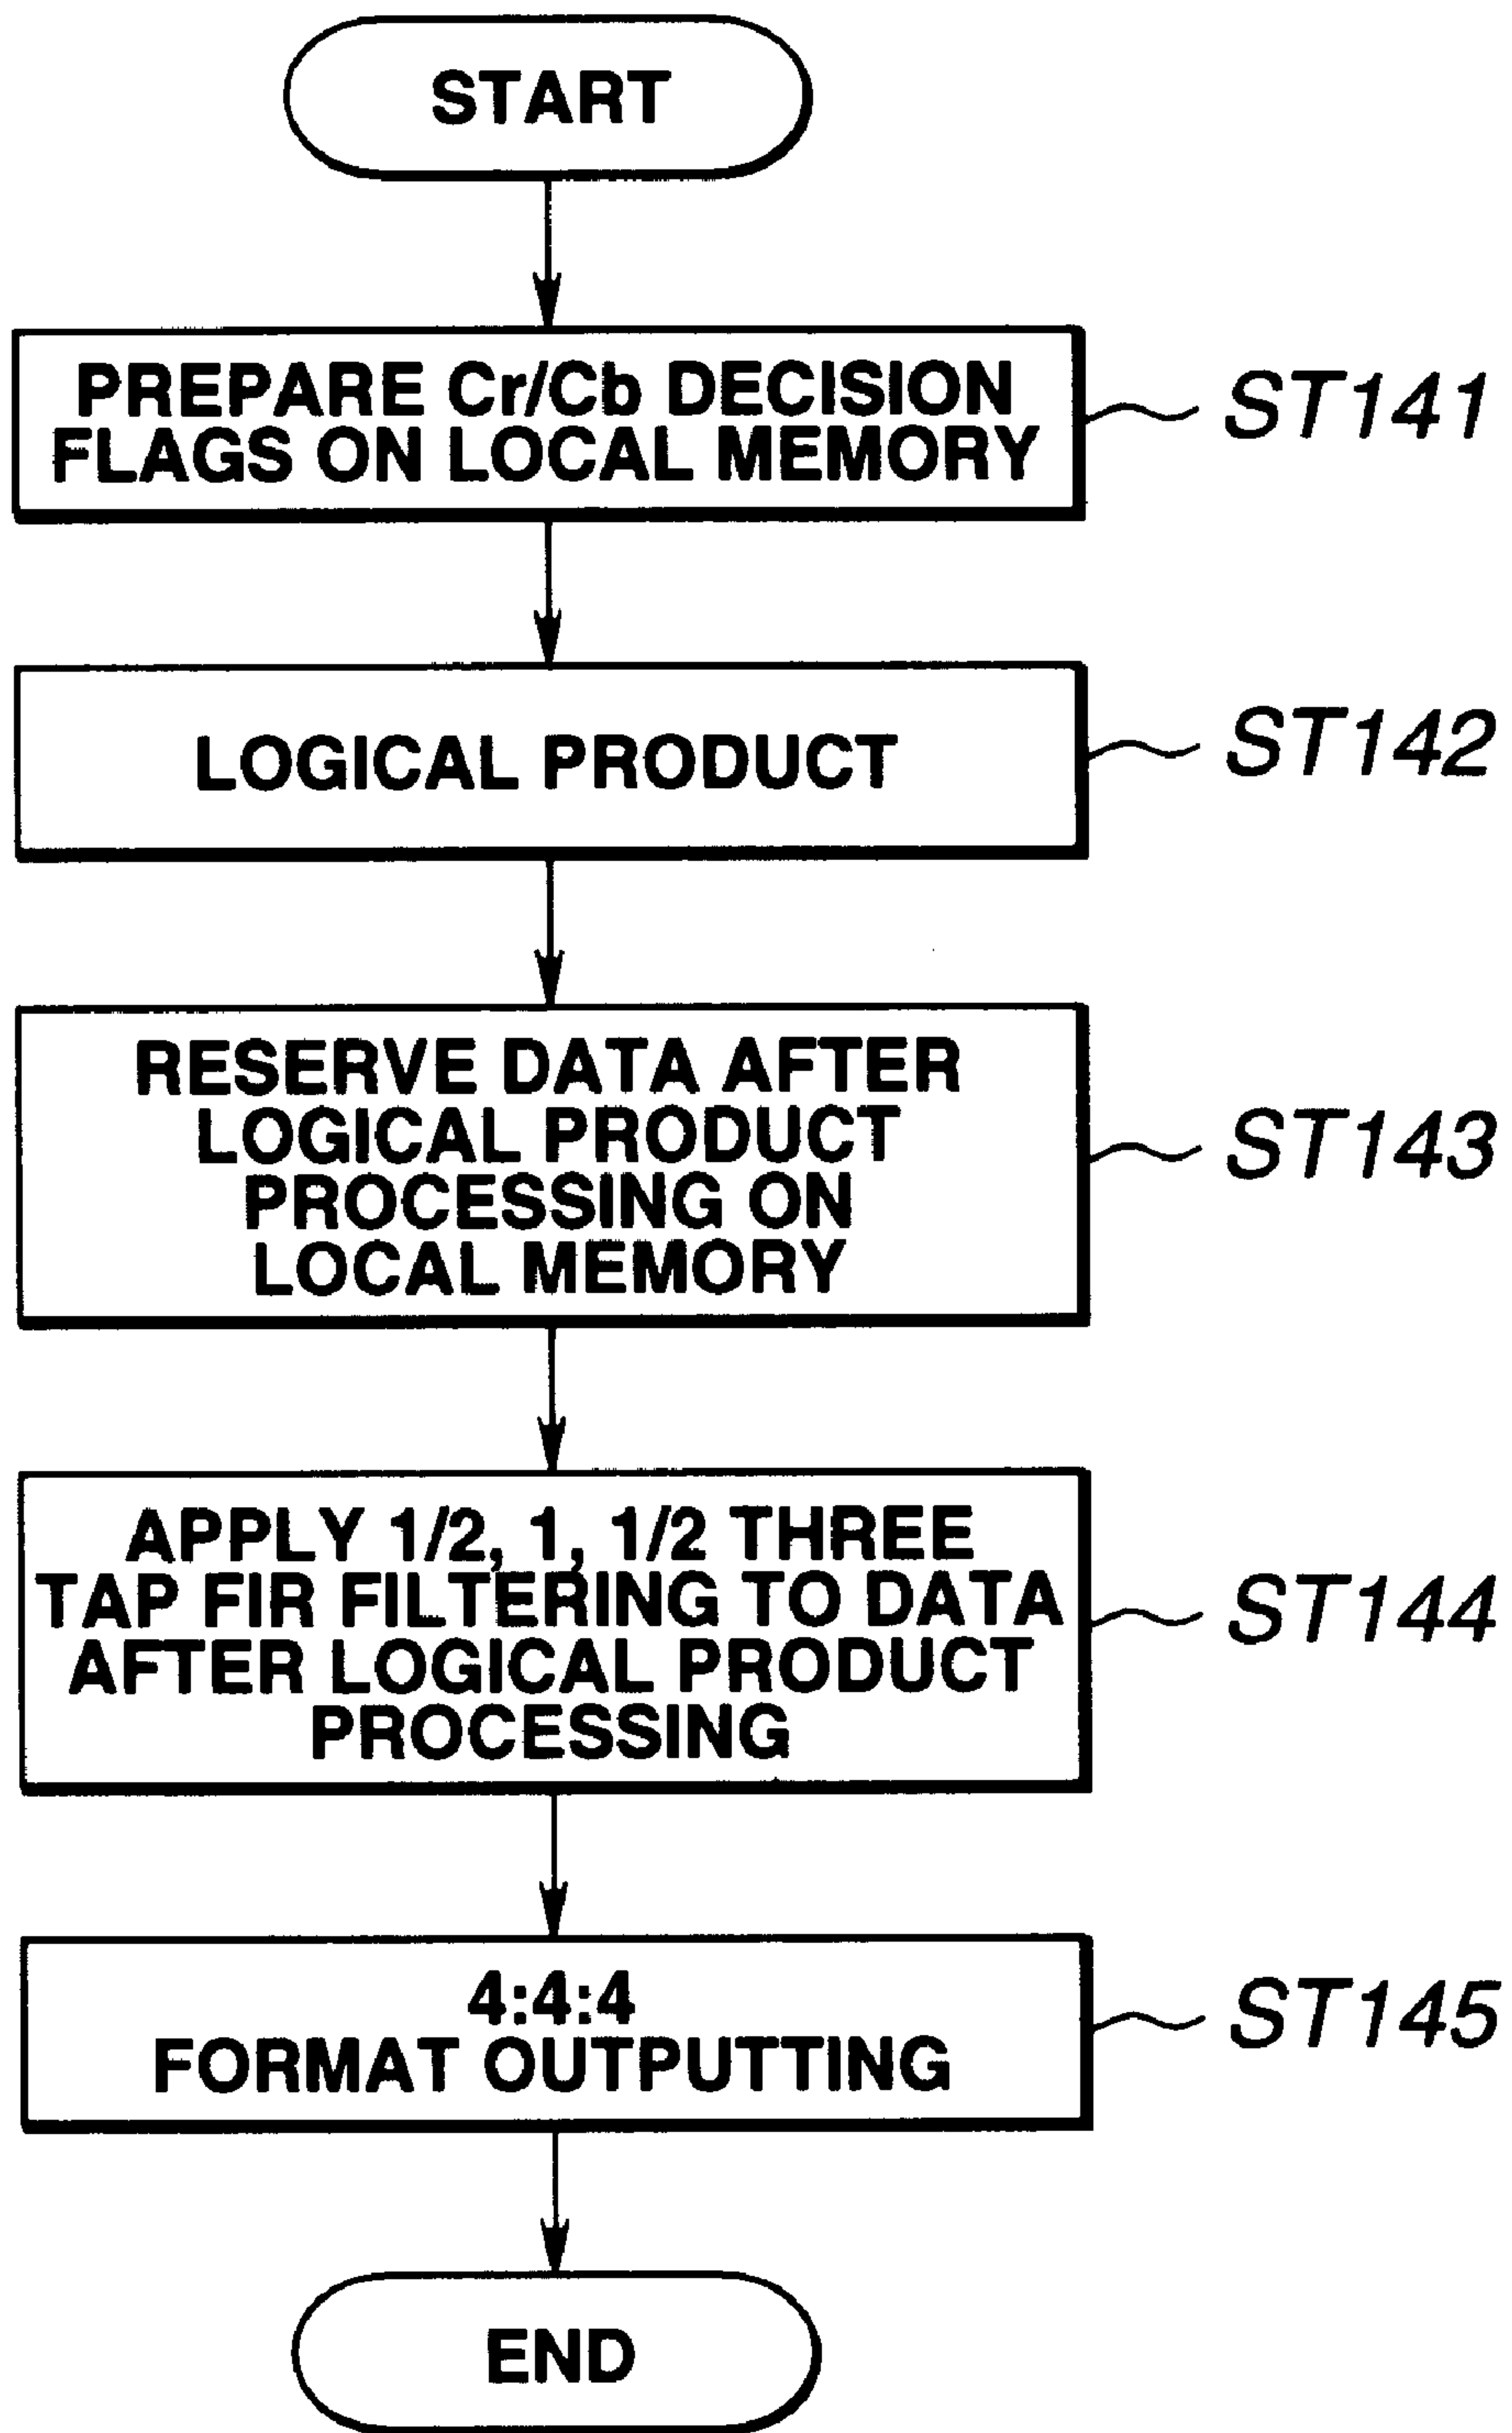 START
PREPARE Cr/Cb DECISION
FLAGS ON LOCAL MEMORY
ST141
LOGICAL PRODUCT
ST142
RESERVE DATA AFTER
LOGICAL PRODUCT
PROCESSING ON
LOCAL MEMORY
ST143
APPLY 1/2, 1, 1/2 THREE
TAP FIR FILTERING TO DATA
AFTER LOGICAL PRODUCT
PROCESSING
ST144
4:4:4
FORMAT OUTPUTTING
ST145
END